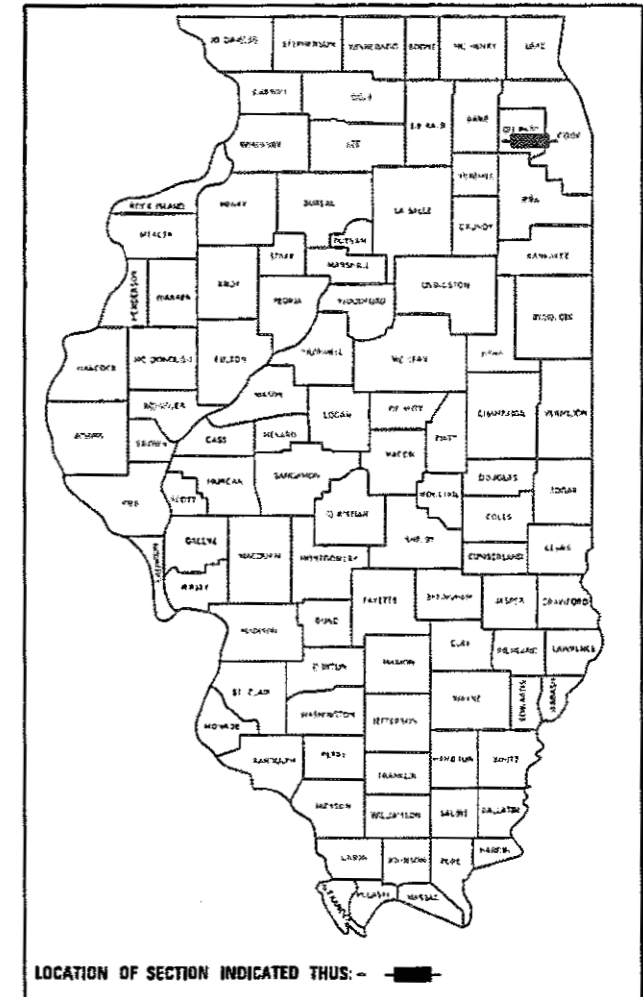 JO DAVIESS STEPHENSON WINNEBAGO BOONE MC HENRY LAKE
CARROLL OGLE DE KALB KANE COOK
WHITESIDE LEE
KENDALL WILL
ROCK ISLAND HENRY BUREAU LA SALLE GRUNDY
MERCER PUTNAM
STARK MARSHALL KANKAKEE
HENDERSON WARREN KNOX PEORIA WOODFORD LIVINGSTON
IROQUOIS
HANCOCK MC DONOUGH FULTON TAZEWELL MC LEAN
MASON
SCHUYLER LOGAN DE WITT CHAMPAIGN VERMILION
ADAMS BROWN CASS MENARD PIATT
MACON
MORGAN SANGAMON DOUGLAS
PIKE SCOTT MOULTRIE EDGAR
CHRISTIAN COLES
GREENE SHELBY
CALHOUN MACOUPIN MONTGOMERY CUMBERLAND CLARK
JERSEY
FAYETTE EFFINGHAM JASPER CRAWFORD
MADISON BOND
CLAY RICHLAND LAWRENCE
CLINTON MARION
ST. CLAIR WAYNE EDWARDS WABASH
WASHINGTON JEFFERSON
MONROE
RANDOLPH PERRY HAMILTON WHITE
FRANKLIN
JACKSON WILLIAMSON SALINE GALLATIN
HARDIN
UNION JOHNSON POPE
PULASKI MASSAC
LOCATION OF SECTION INDICATED THUS: -